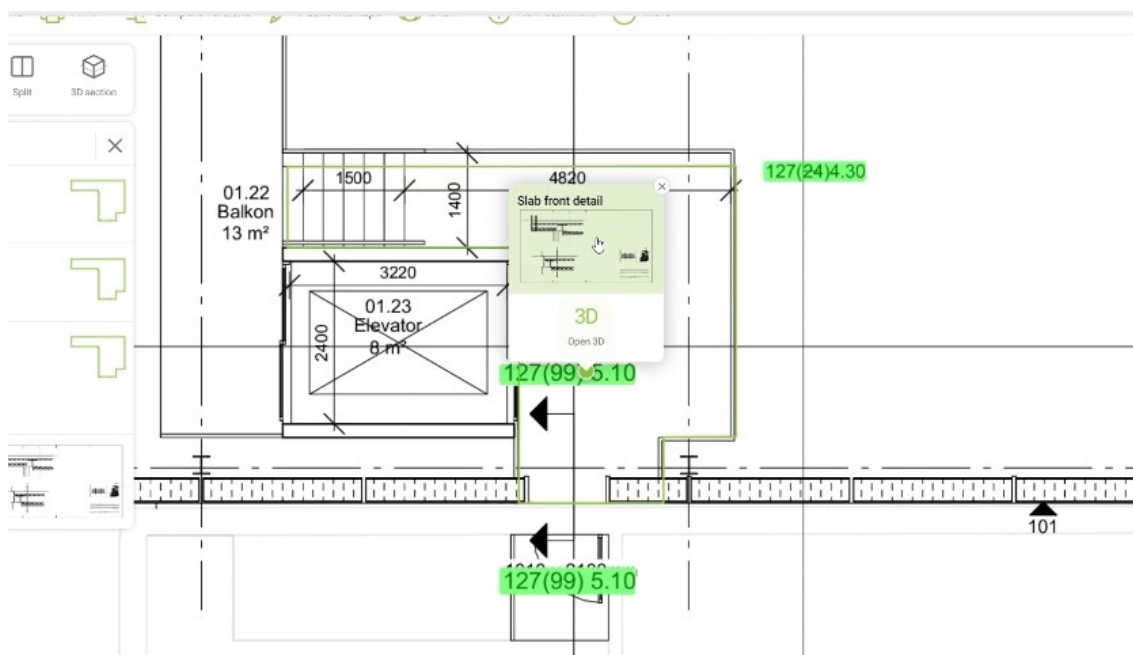 Split
3D section
1500
4820
127(24)4.30
01.22
Balkon
13 m²
1400
Slab front detail
3220
01.23
Elevator
8 m²
2400
3D
Open 3D
127(99) 5.10
101
127(99) 5.10